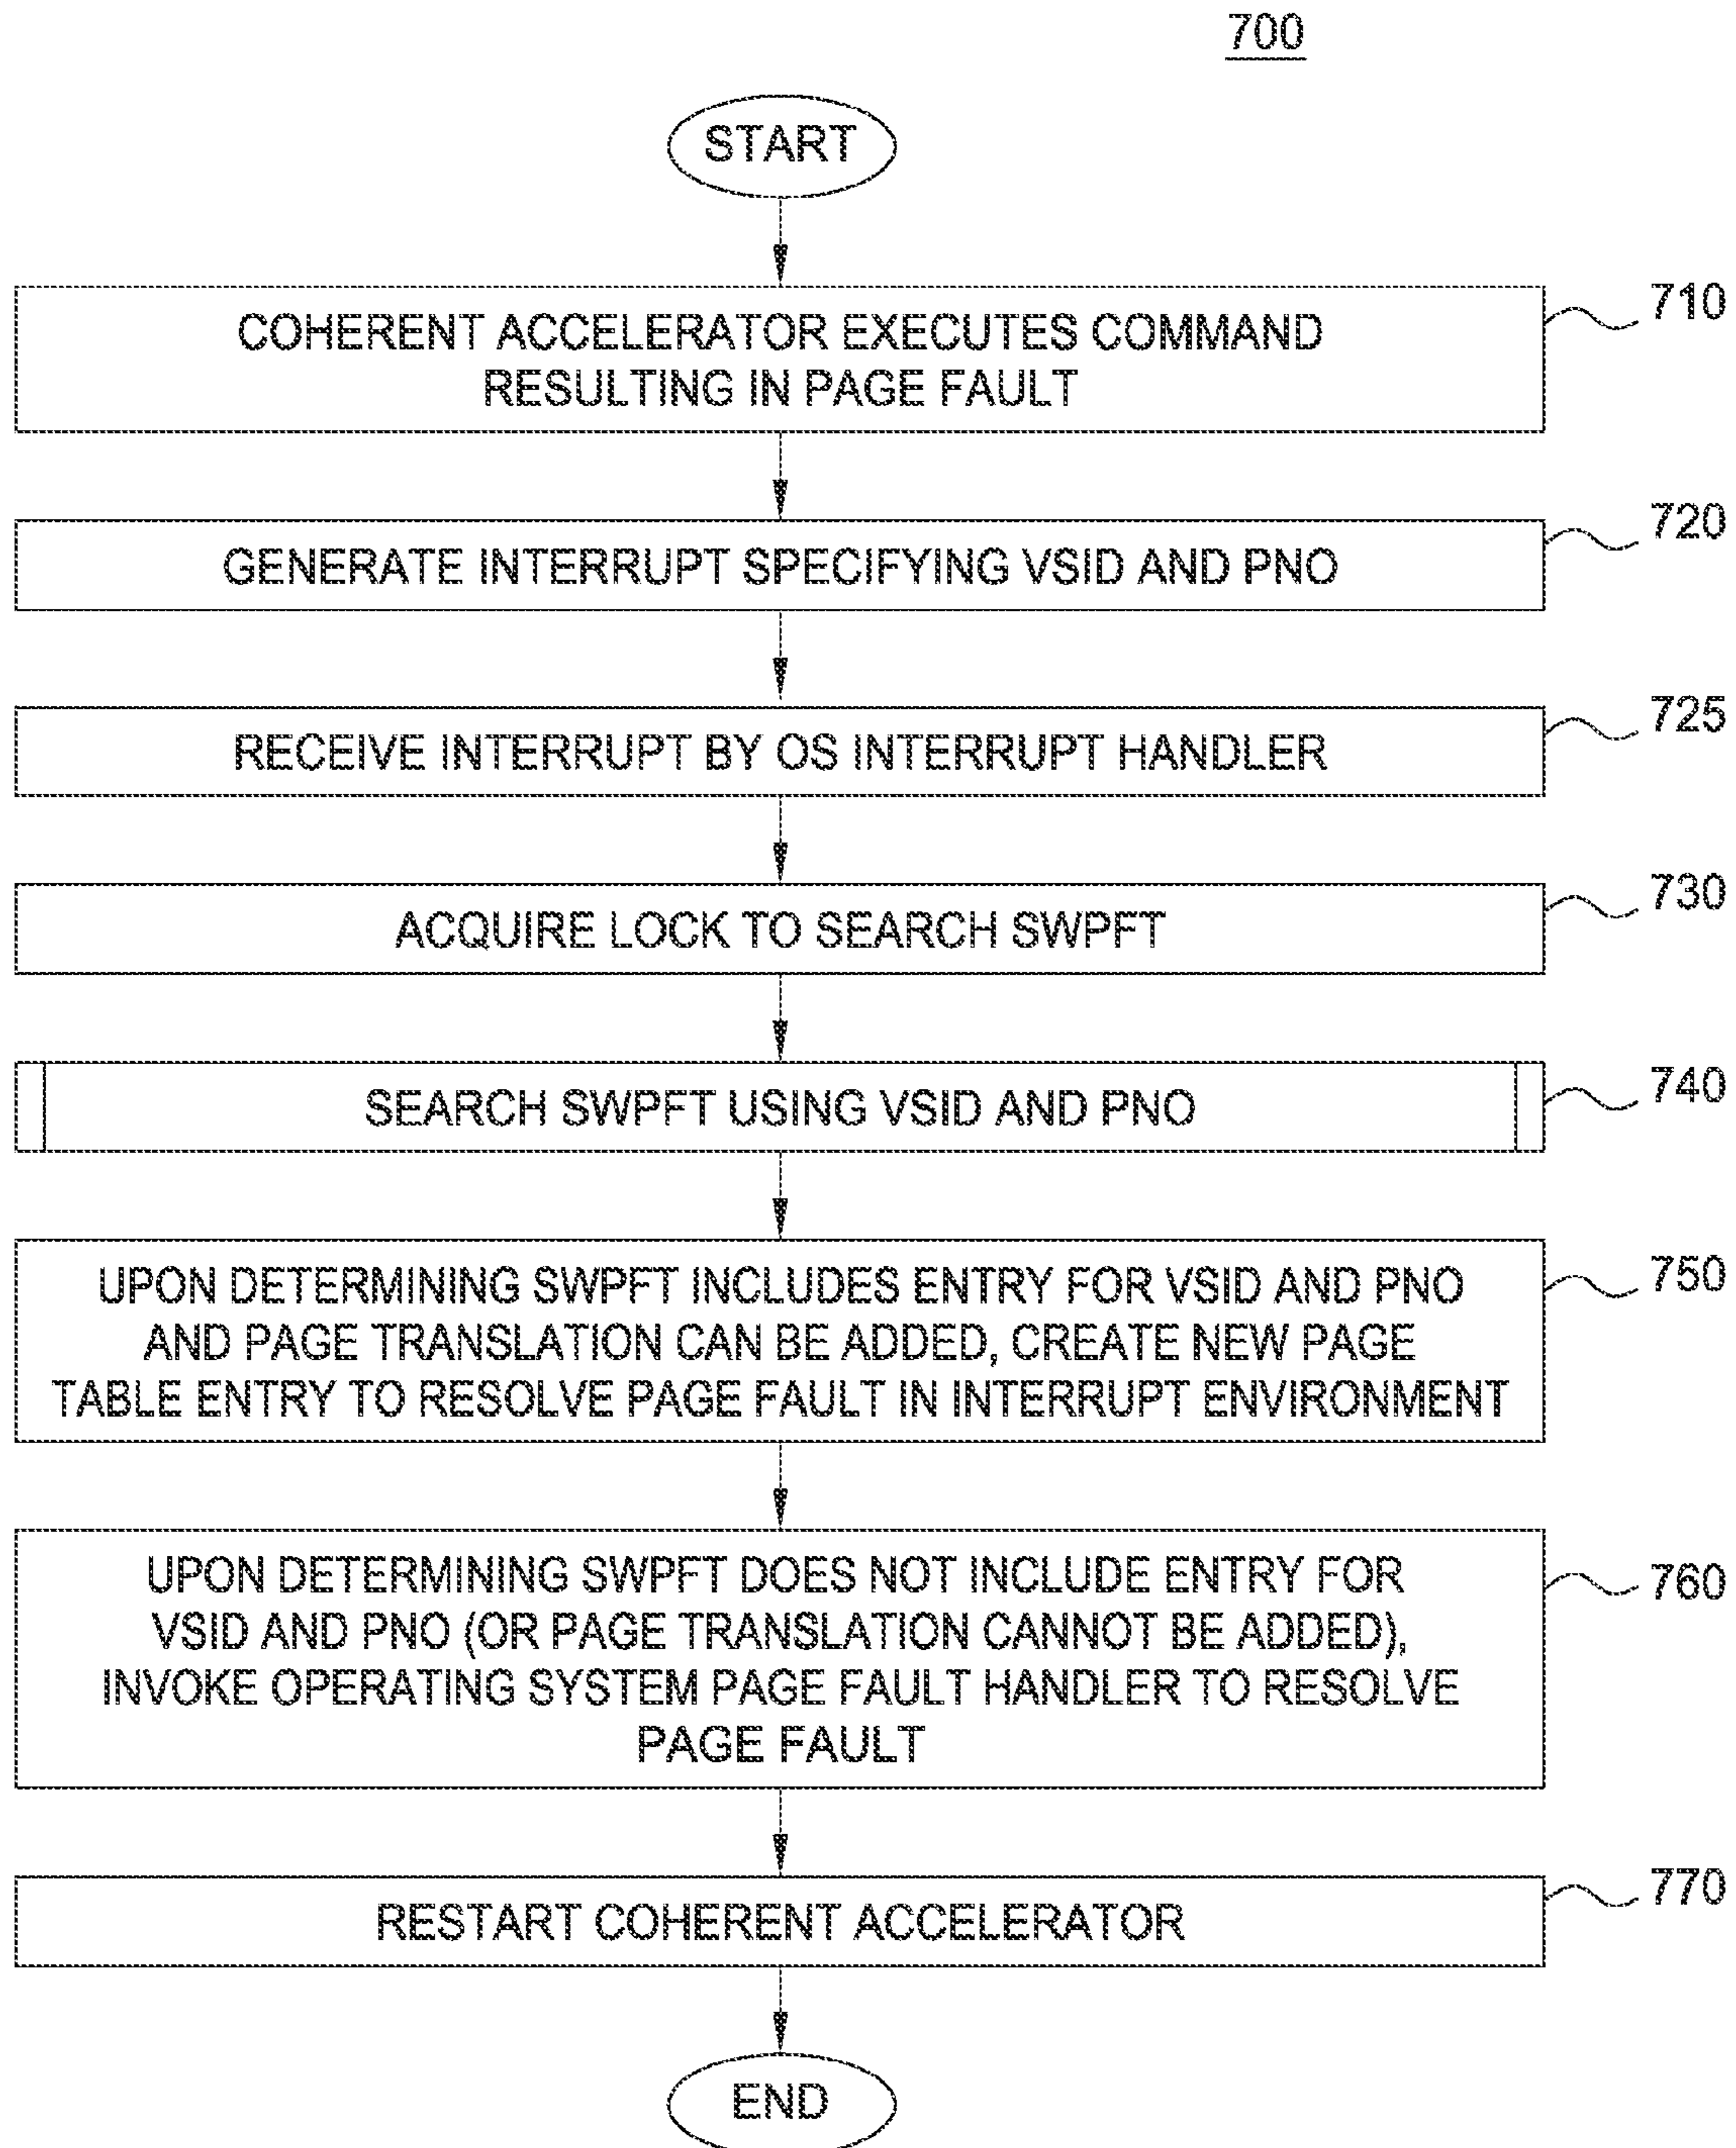 700
START
COHERENT ACCELERATOR EXECUTES COMMAND
RESULTING IN PAGE FAULT
710
GENERATE INTERRUPT SPECIFYING VSID AND PNO
720
RECEIVE INTERRUPT BY OS INTERRUPT HANDLER
725
ACQUIRE LOCK TO SEARCH SWPFT
730
SEARCH SWPFT USING VSID AND PNO
740
UPON DETERMINING SWPFT INCLUDES ENTRY FOR VSID AND PNO
AND PAGE TRANSLATION CAN BE ADDED, CREATE NEW PAGE
TABLE ENTRY TO RESOLVE PAGE FAULT IN INTERRUPT ENVIRONMENT
750
UPON DETERMINING SWPFT DOES NOT INCLUDE ENTRY FOR
VSID AND PNO (OR PAGE TRANSLATION CANNOT BE ADDED),
INVOKE OPERATING SYSTEM PAGE FAULT HANDLER TO RESOLVE
PAGE FAULT
760
RESTART COHERENT ACCELERATOR
770
END